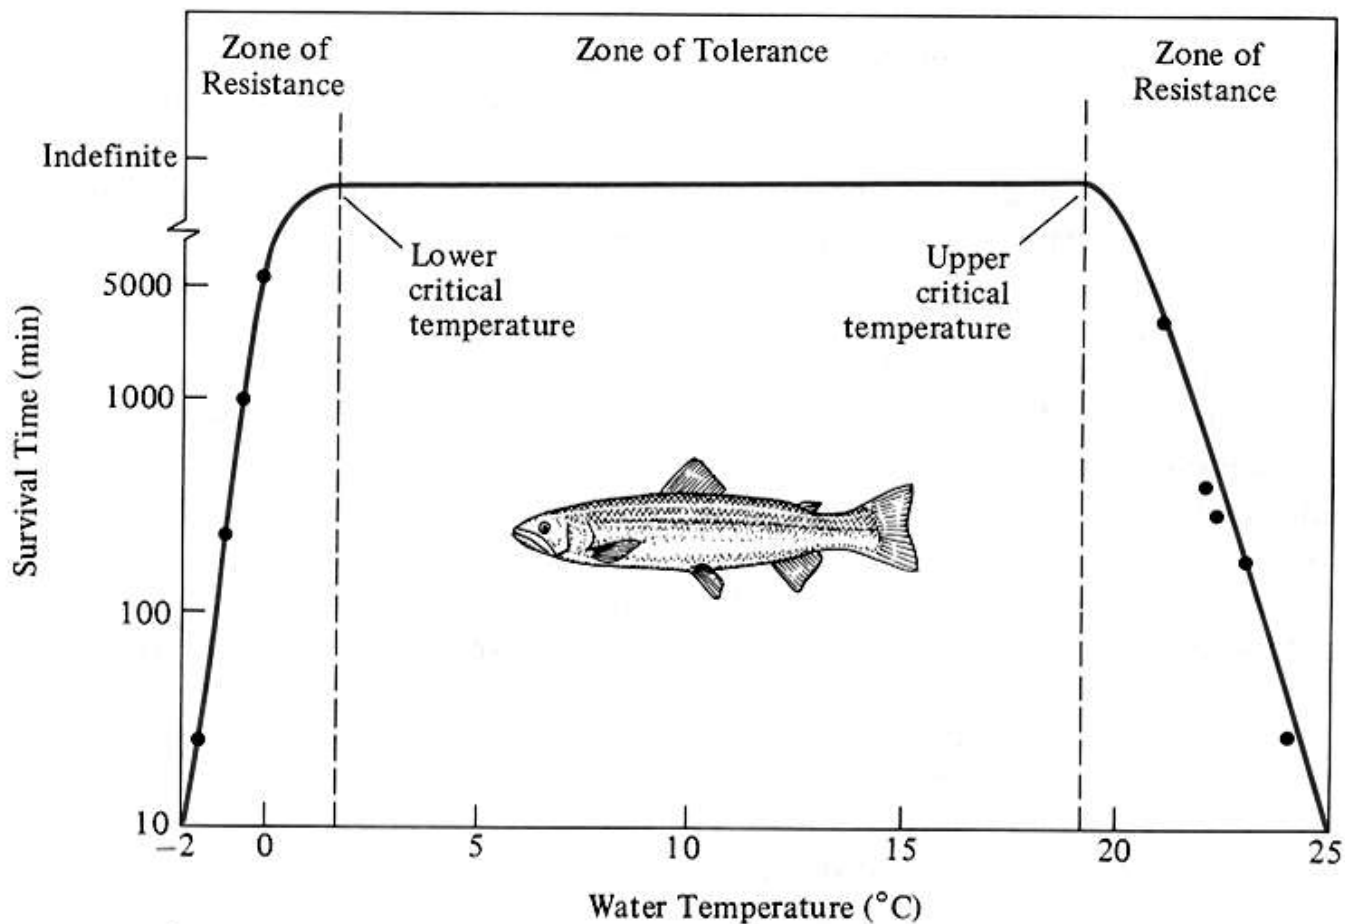 Zone of
Resistance
Zone of Tolerance
Zone of
Resistance
Indefinite
Lower
critical
temperature
Upper
critical
temperature
5000
1000
100
10
Survival Time (min)
−2
0
5
10
15
20
25
Water Temperature (°C)